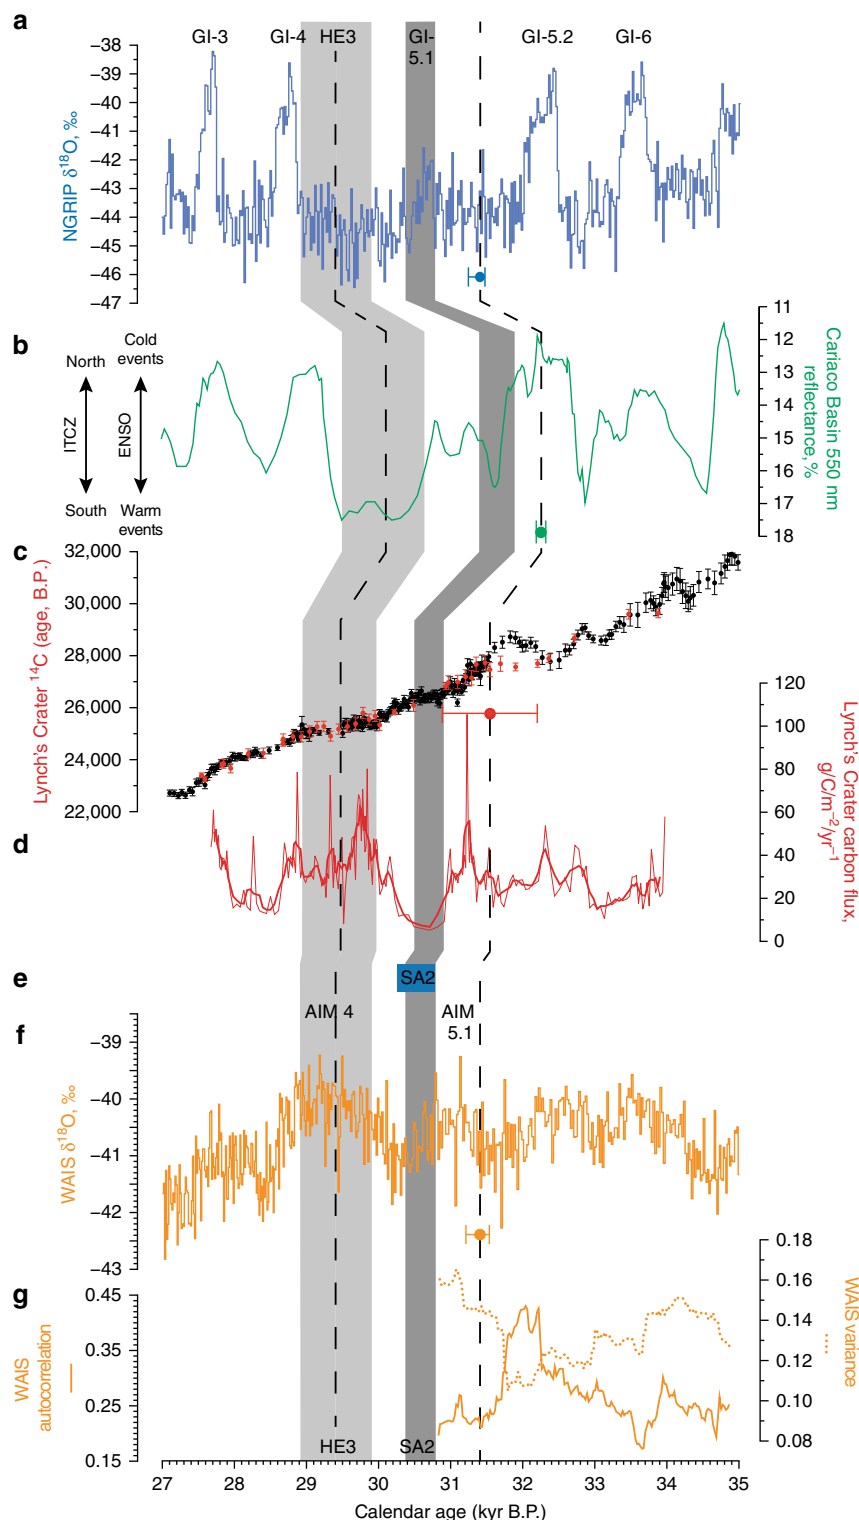 a
GI-3
GI-4
HE3
GI-
5.1
GI-5.2
GI-6
–38
–39
–40
–41
–42
–43
–44
–45
–46
–47
NGRIP δ18O, ‰
b
North
South
ITCZ
Cold
events
ENSO
Warm
events
11
12
13
14
15
16
17
18
Cariaco Basin 550 nm
reflectance,%
c
32,000
30,000
28,000
26,000
24,000
22,000
Lynch's Crater 14C (age, B.P.)
d
120
100
80
60
40
20
0
Lynch's Crater carbon flux,
g/C/m–2/yr–1
e
SA2
f
AIM 4
AIM
5.1
–39
–40
–41
–42
–43
WAIS δ18O, ‰
g
0.45
0.35
0.25
0.15
WAIS
autocorrelation
0.18
0.16
0.14
0.12
0.10
0.08
WAIS variance
HE3
SA2
27
28
29
30
31
32
33
34
35
Calendar age (kyr B.P.)